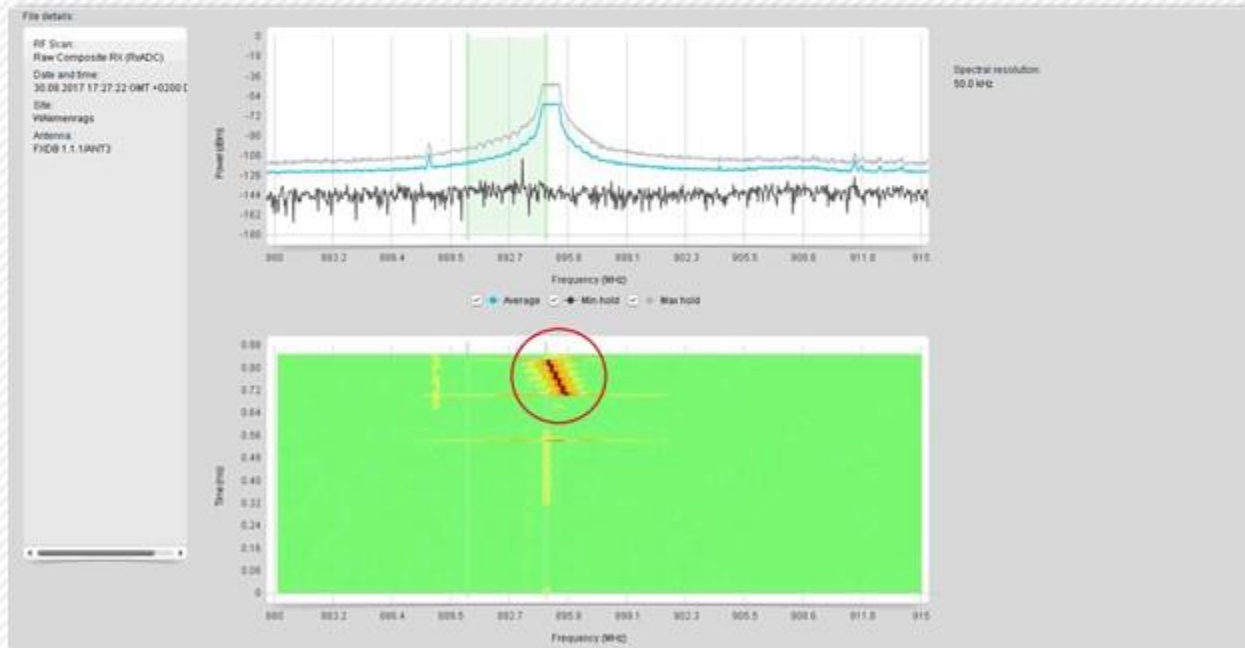 File details:
RF Scan:
Raw Composite RX (RxADC)
Date and time:
30.08.2017 17:27:22 GMT +0200 D
Site:
Antenna:
FXDB 1.1.1/ANT3
Spectral resolution:
50.0 kHz
Power (dBm)
0
-18
-36
-54
-72
-90
-108
-126
-144
-162
-180
880 883.2 886.4 889.5 892.7 895.9 899.1 902.3 905.5 908.6 911.8 915
Frequency (MHz)
Average Min hold Max hold
Time (ms)
0.88
0.80
0.72
0.64
0.56
0.48
0.40
0.32
0.24
0.16
0.08
0
880 883.2 886.4 889.5 892.7 895.9 899.1 902.3 905.5 908.6 911.8 915
Frequency (MHz)